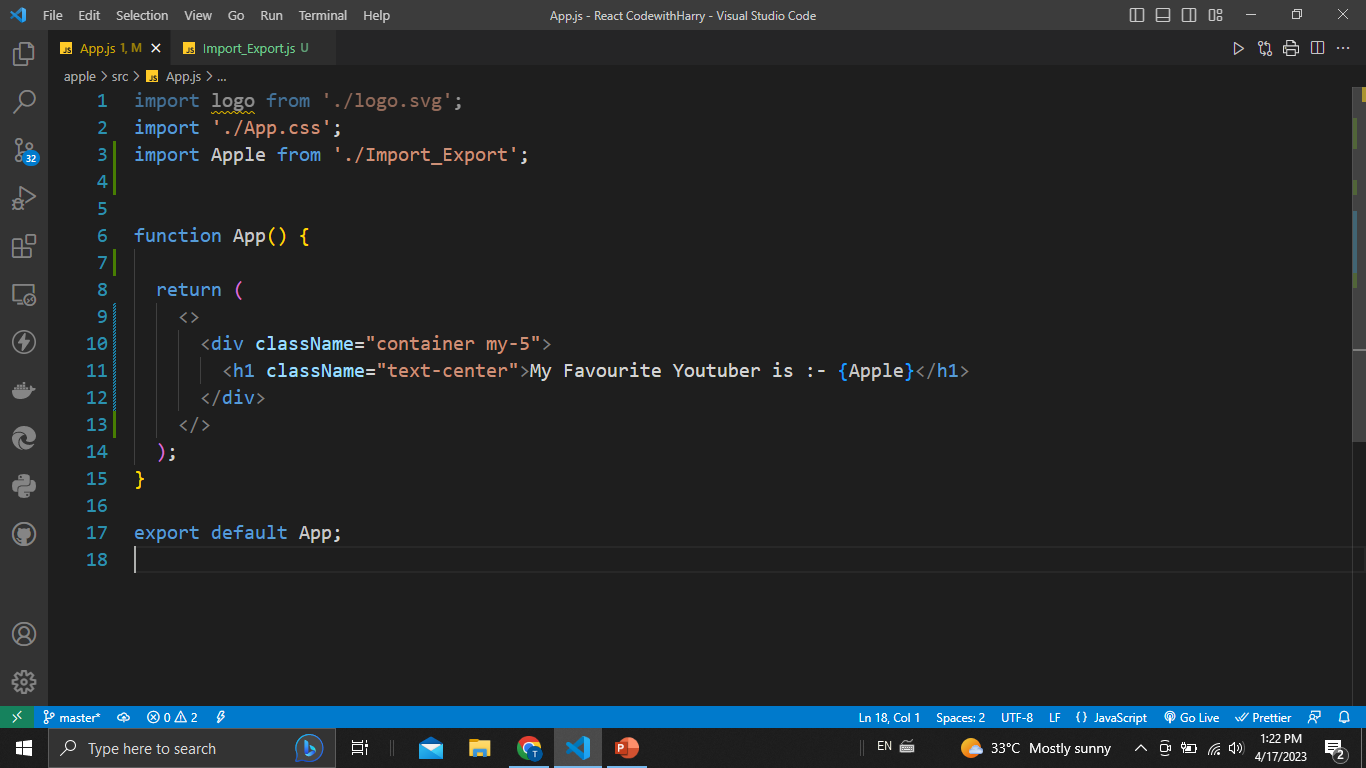 File Edit Selection View Go Run Terminal Help App.js - React CodewithHarry - Visual Studio Code
JS App.js 1, M JS Import_Export.js U
apple > src > JS App.js > ...
1 import logo from './logo.svg';
2 import './App.css';
3 import Apple from './Import_Export';
4
5
6 function App() {
7
8 return (
9 <>
10 <div className="container my-5">
11 <h1 className="text-center">My Favourite Youtuber is :- {Apple}</h1>
12 </div>
13 </>
14 );
15 }
16
17 export default App;
18
32
master* 0 2 Ln 18, Col 1 Spaces: 2 UTF-8 LF {} JavaScript Go Live Prettier
Type here to search T P EN 33°C Mostly sunny 1:22 PM
4/17/2023 2